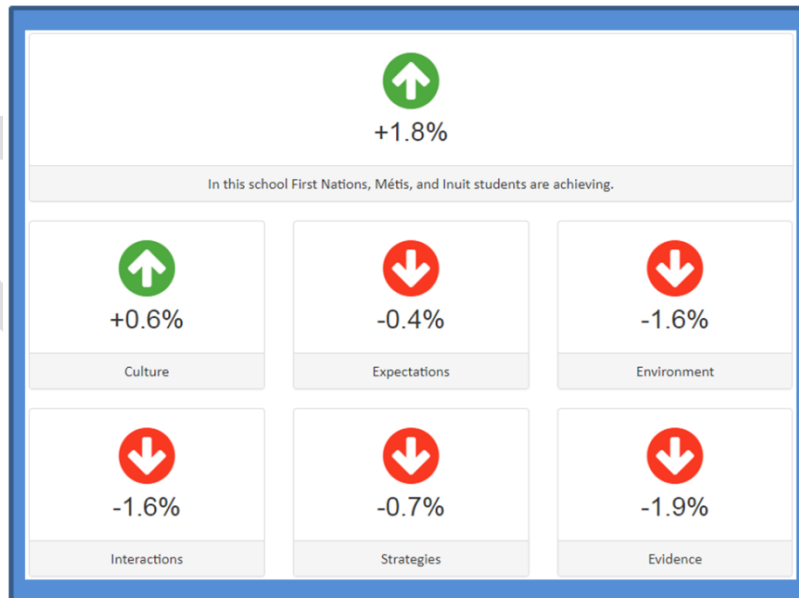 +1.8%
In this school First Nations, Métis, and Inuit students are achieving.
+0.6%
-0.4%
-1.6%
Culture
Expectations
Environment
-1.6%
-0.7%
-1.9%
Interactions
Strategies
Evidence